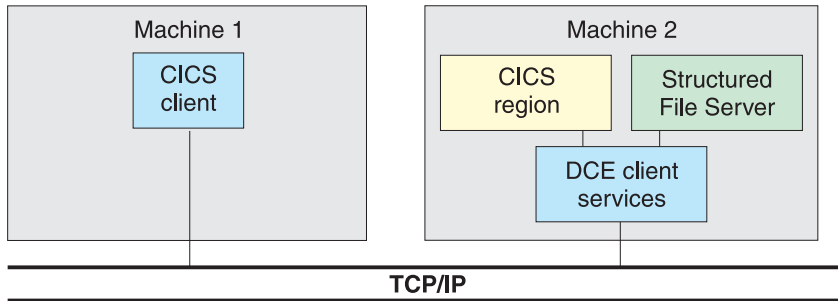 Machine 1
CICS
client
Machine 2
CICS
region
Structured
File Server
DCE client
services
TCP/IP